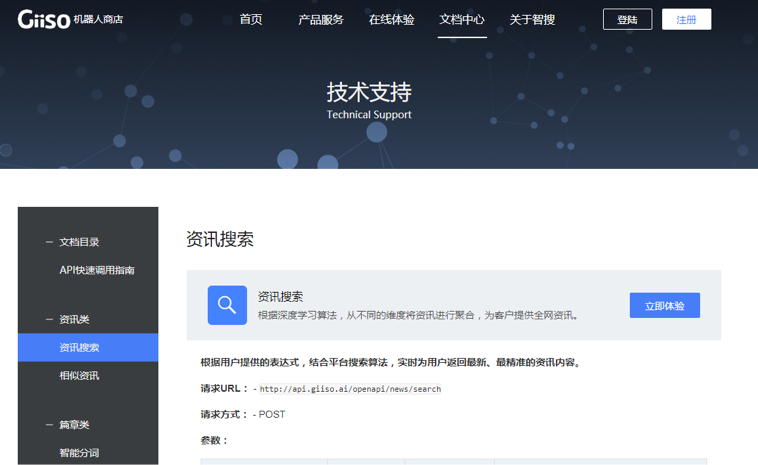 Giiso 机器人商店 首页 产品服务 在线体验 文档中心 关于智搜 登陆 注册
技术支持
Technical Support
— 文档目录
API快速调用指南
— 资讯类
资讯搜索
相似资讯
— 篇章类
智能分词
资讯搜索
资讯搜索
根据深度学习算法，从不同的维度将资讯进行聚合，为客户提供全网资讯。
立即体验
根据用户提供的表达式，结合平台搜索算法，实时为用户返回最新、最精准的资讯内容。
请求URL： - http://api.giiso.ai/openapi/news/search
请求方式： - POST
参数：